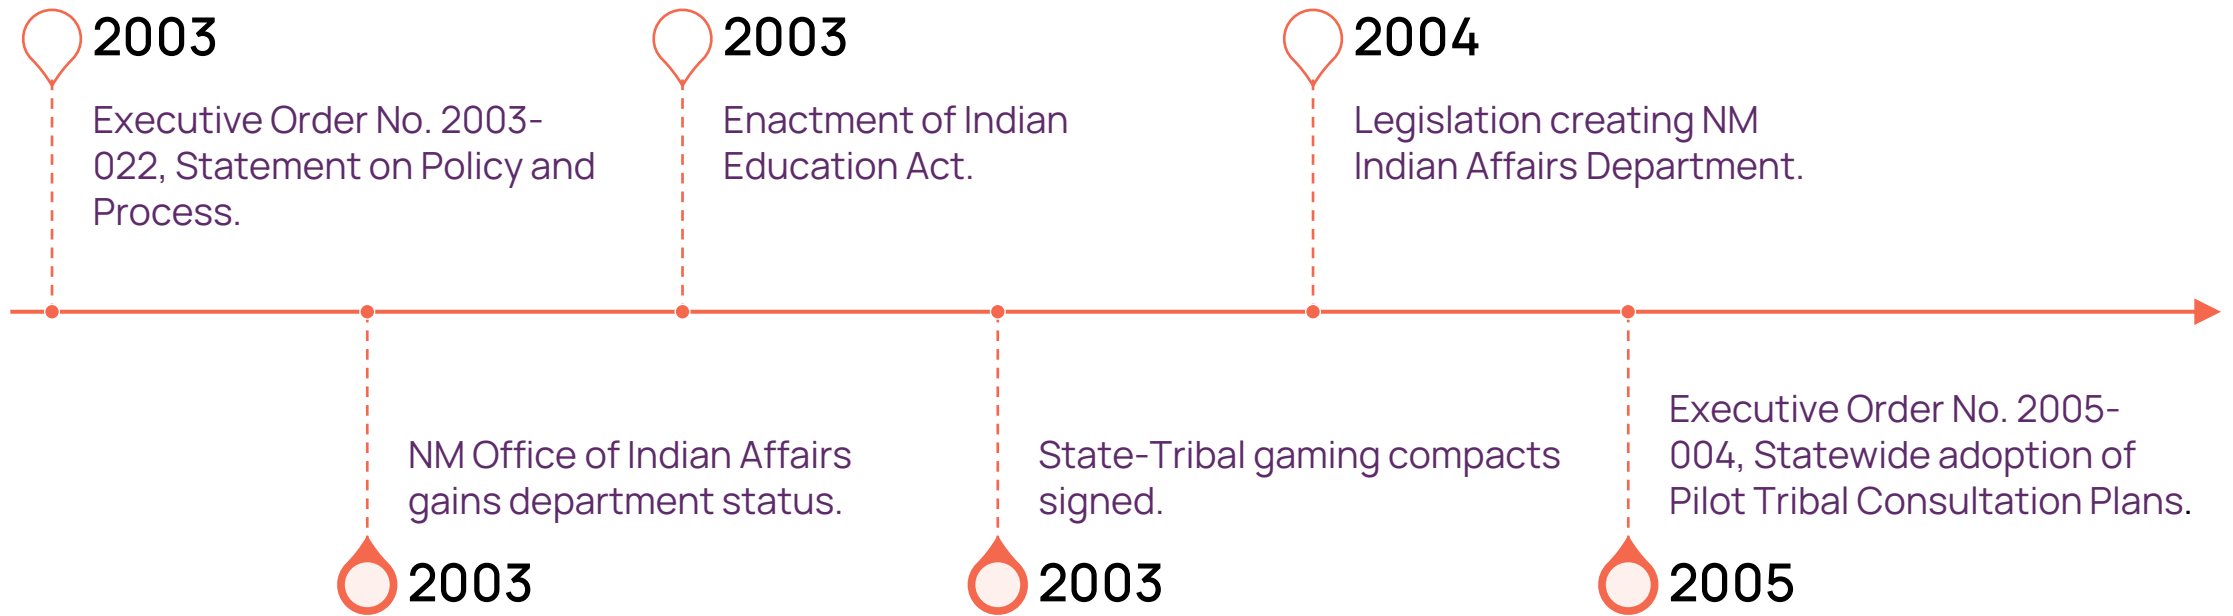 2003
Executive Order No. 2003-
022, Statement on Policy and
Process.
2003
Enactment of Indian
Education Act.
2004
Legislation creating NM
Indian Affairs Department.
NM Office of Indian Affairs
gains department status.
2003
State-Tribal gaming compacts
signed.
2003
Executive Order No. 2005-
004, Statewide adoption of
Pilot Tribal Consultation Plans.
2005